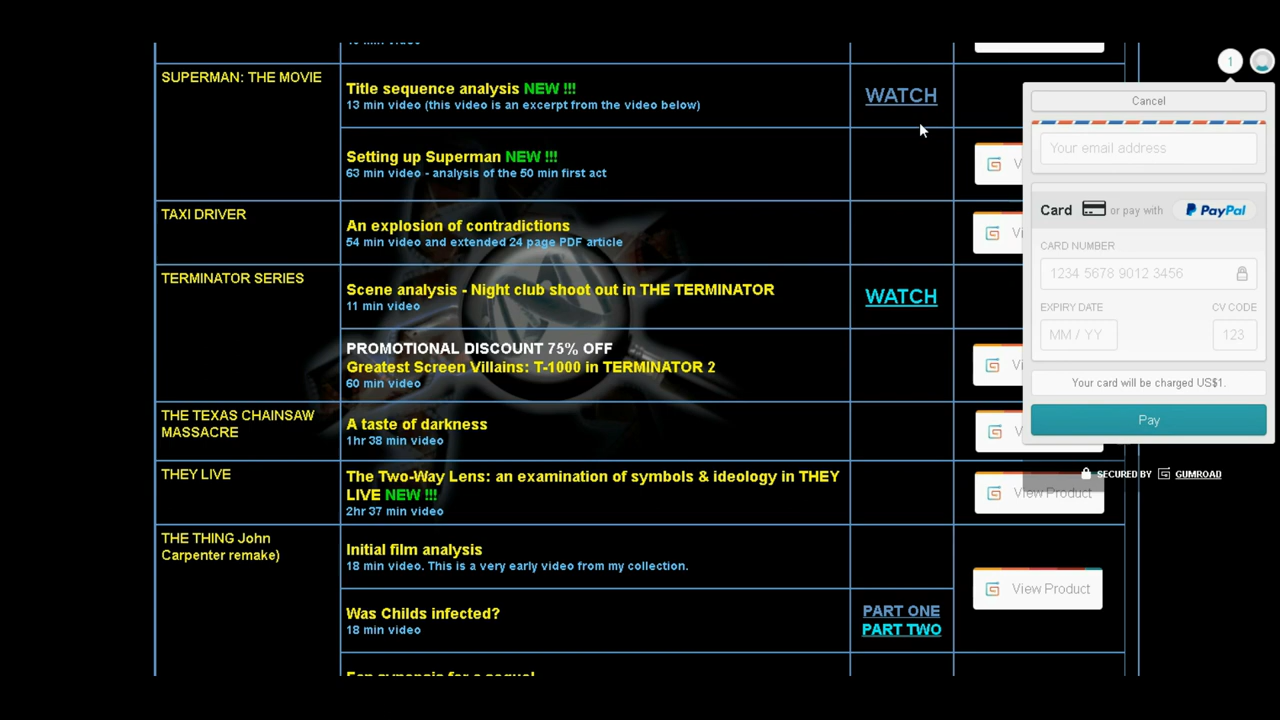 SUPERMAN: THE MOVIE
Title sequence analysis NEW !!!
13 min video (this video is an excerpt from the video below)
WATCH
Setting up Superman NEW !!!
63 min video - analysis of the 50 min first act
TAXI DRIVER
An explosion of contradictions
54 min video and extended 24 page PDF article
TERMINATOR SERIES
Scene analysis - Night club shoot out in THE TERMINATOR
11 min video
WATCH
PROMOTIONAL DISCOUNT 75% OFF
Greatest Screen Villains: T-1000 in TERMINATOR 2
60 min video
THE TEXAS CHAINSAW
MASSACRE
A taste of darkness
1hr 38 min video
THEY LIVE
The Two-Way Lens: an examination of symbols & ideology in THEY
LIVE NEW !!!
2hr 37 min video
View Product
THE THING John
Carpenter remake)
Initial film analysis
18 min video. This is a very early video from my collection.
View Product
Was Childs infected?
18 min video
PART ONE
PART TWO
Fan synopsis for a sequel
1
Cancel
Your email address
Card or pay with PayPal
CARD NUMBER
1234 5678 9012 3456
EXPIRY DATE CV CODE
MM / YY 123
Your card will be charged US$1.
Pay
SECURED BY GUMROAD